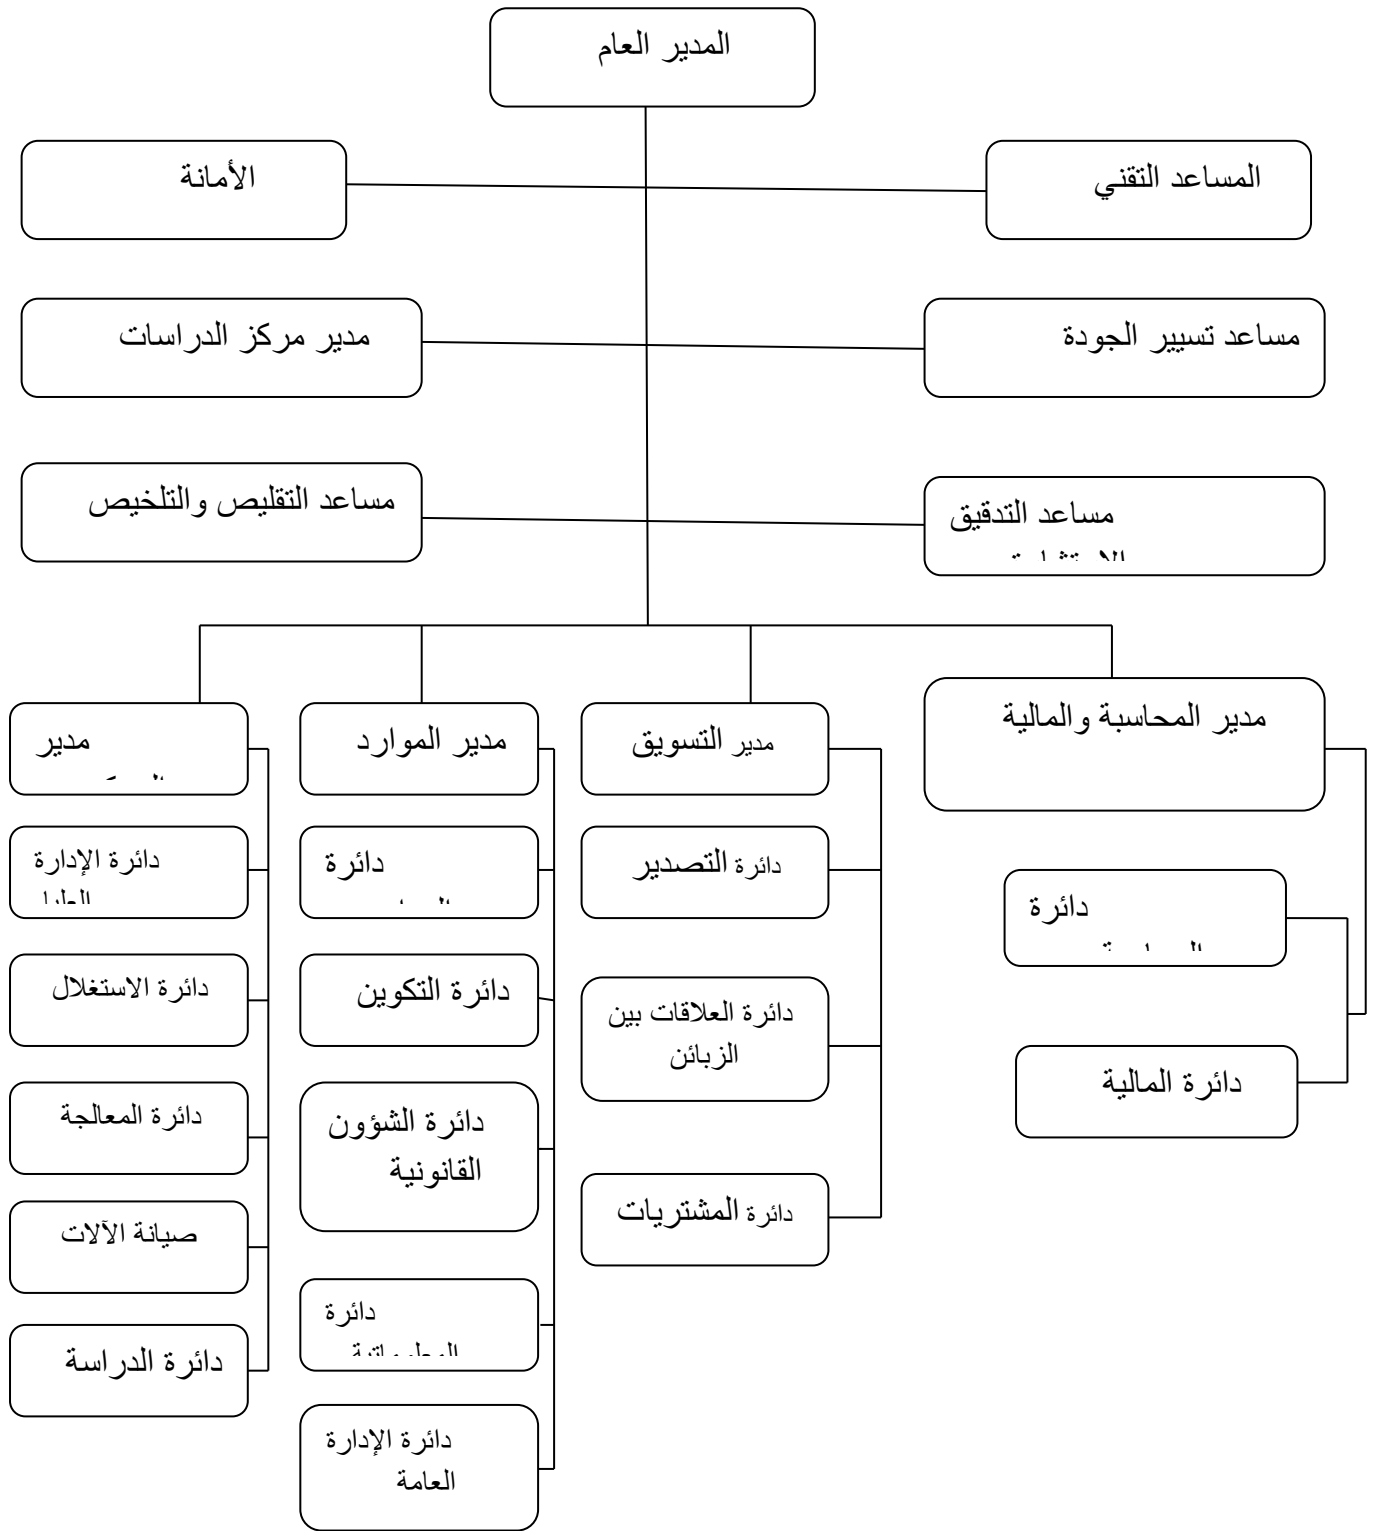 المدير العام
المساعد التقني
الأمانة
مساعد تسيير الجودة
مدير مركز الدراسات
مساعد التدقيق
مساعد التقليص والتلخيص
مدير المحاسبة والمالية
دائرة
دائرة المالية
مدير التسويق
دائرة التصدير
دائرة العلاقات بين
الزبائن
دائرة المشتريات
مدير الموارد
دائرة
دائرة التكوين
دائرة الشؤون
القانونية
دائرة
دائرة الإدارة
العامة
مدير
دائرة الإدارة
دائرة الاستغلال
دائرة المعالجة
صيانة الآلات
دائرة الدراسة